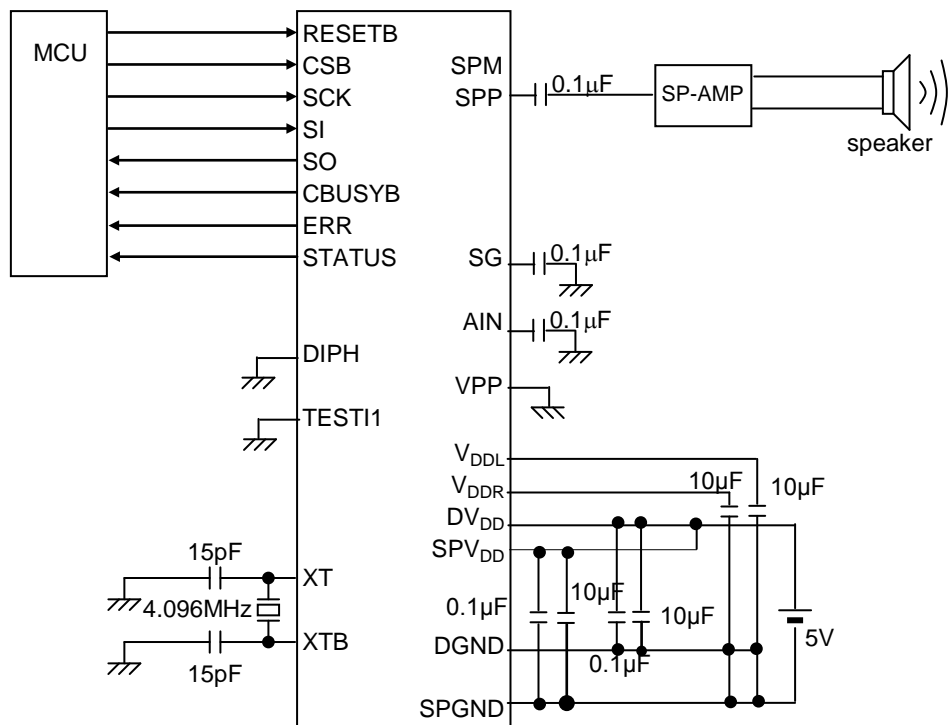 MCU
RESETB
CSB
SCK
SI
SO
CBUSYB
ERR
STATUS
DIPH
TESTI1
15pF
XT
4.096MHz
XTB
15pF
SPM
SPP
0.1μF
SP-AMP
speaker
SG
0.1μF
AIN
0.1μF
VPP
VDDL
VDDR
DVDD
SPVDD
10μF
10μF
0.1μF
10μF
10μF
0.1μF
DGND
SPGND
5V